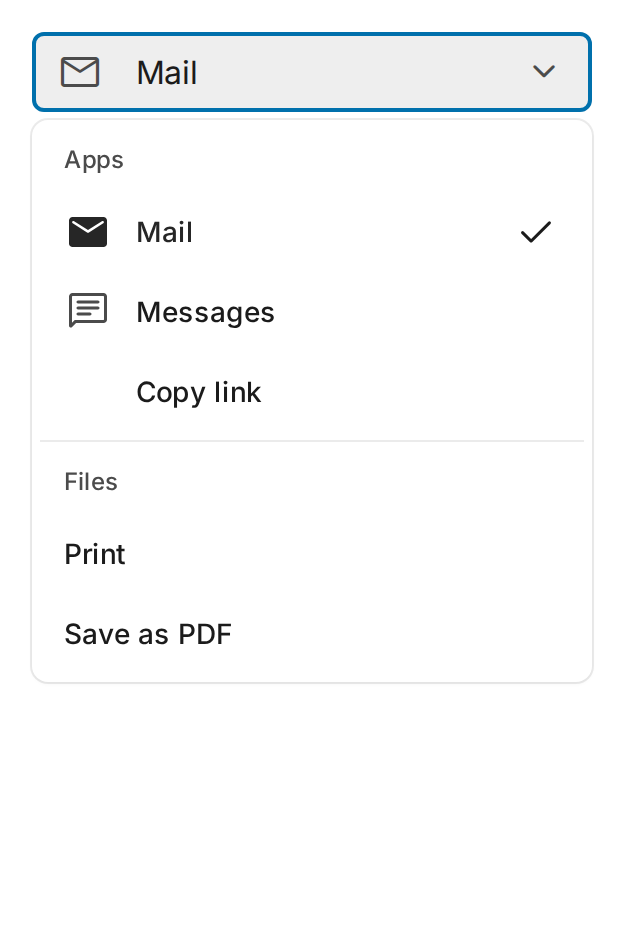 Mail
Apps
Mail
Messages
Copy link
Files
Print
Save as PDF